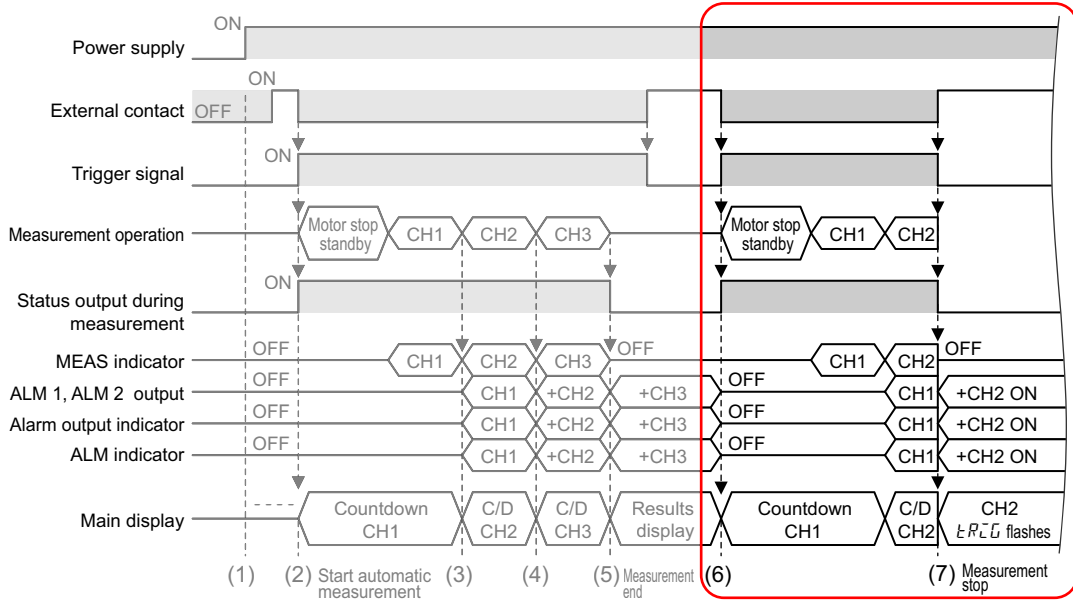 ON
Power supply
ON
External contact OFF
ON
Trigger signal
Measurement operation Motor stop standby CH1 CH2 CH3 Motor stop standby CH1 CH2
ON
Status output during
measurement
MEAS indicator OFF CH1 CH2 CH3 OFF CH1 CH2 OFF
ALM 1, ALM 2 output OFF CH1 +CH2 +CH3 OFF CH1 +CH2 ON
Alarm output indicator OFF CH1 +CH2 +CH3 OFF CH1 +CH2 ON
ALM indicator OFF CH1 +CH2 +CH3 OFF CH1 +CH2 ON
Main display - - - - Countdown CH1 C/D CH2 C/D CH3 Results display Countdown CH1 C/D CH2 CH2 tRIG flashes
(1) (2) Start automatic measurement (3) (4) (5) Measurement end (6) (7) Measurement stop